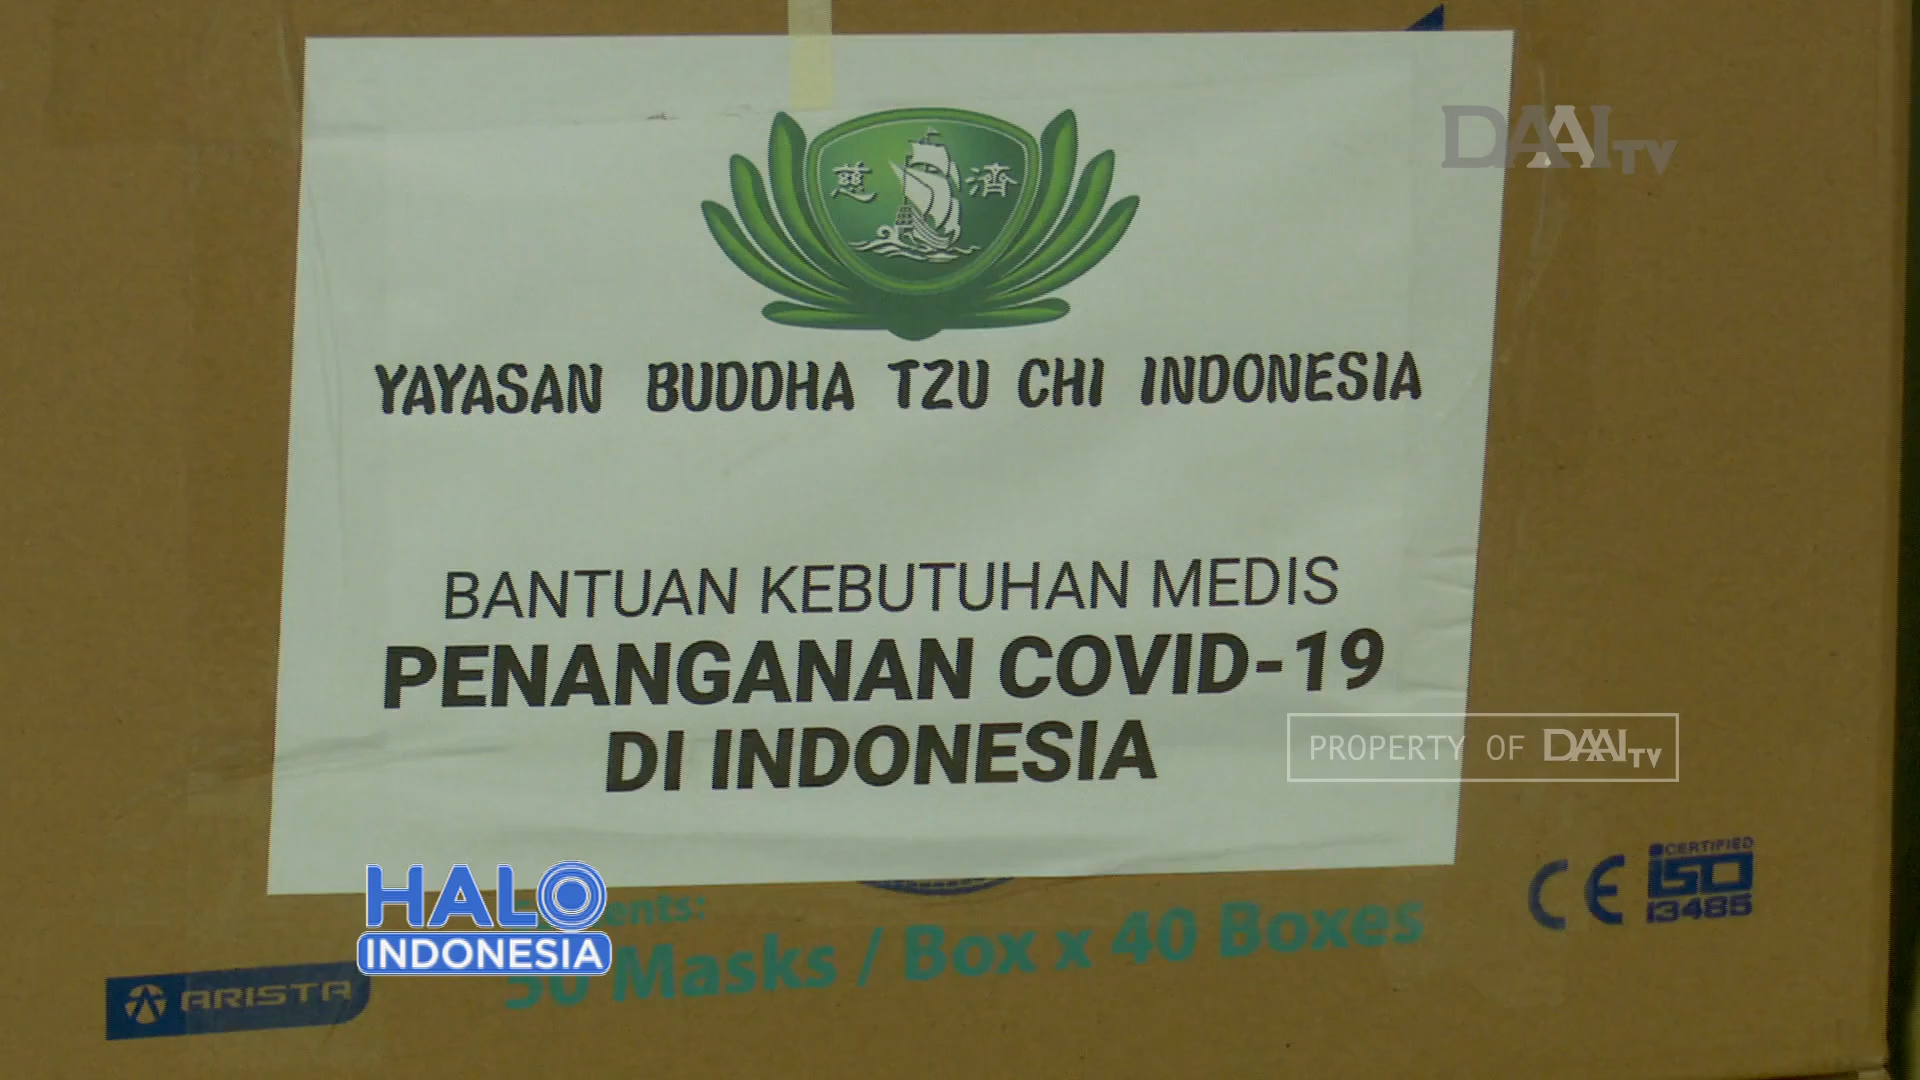 DAAI TV
慈 濟
YAYASAN BUDDHA TZU CHI INDONESIA
BANTUAN KEBUTUHAN MEDIS
PENANGANAN COVID-19
DI INDONESIA
PROPERTY OF DAAI TV
CE
CERTIFIED
ISO
13485
HALO
INDONESIA
50 Masks / Box x 40 Boxes
ARISTA